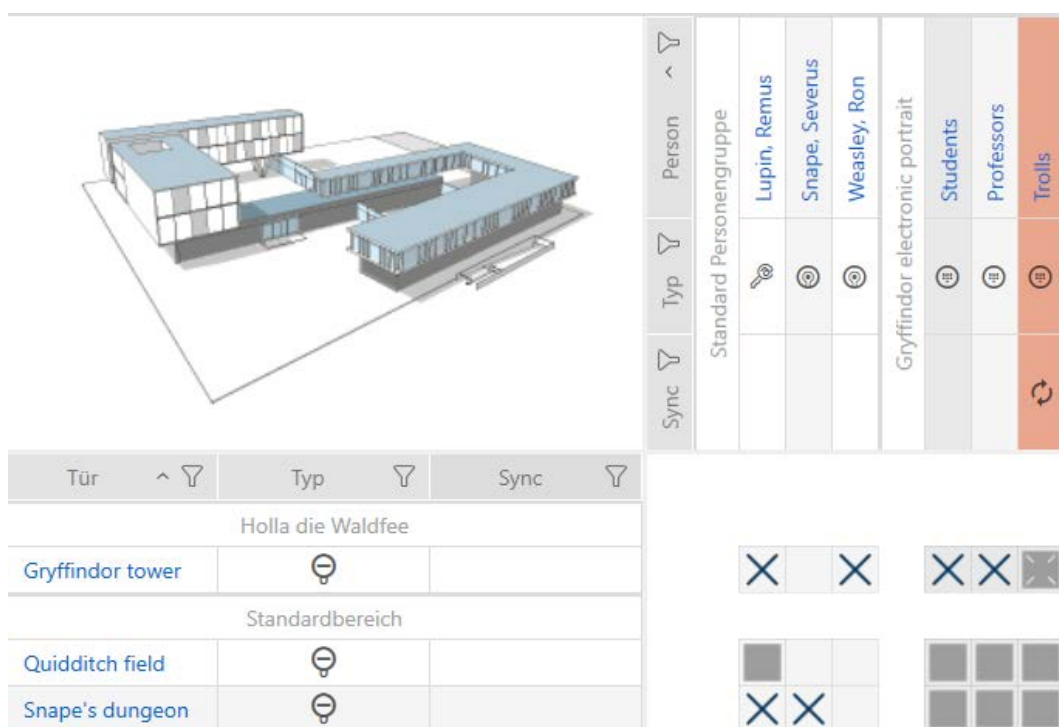 Person
Typ
Sync
Standard Personengruppe
Lupin, Remus
Snape, Severus
Weasley, Ron
Gryffindor electronic portrait
Students
Professors
Trolls
Tür Typ Sync
Holla die Waldfee
Gryffindor tower
Standardbereich
Quidditch field
Snape's dungeon